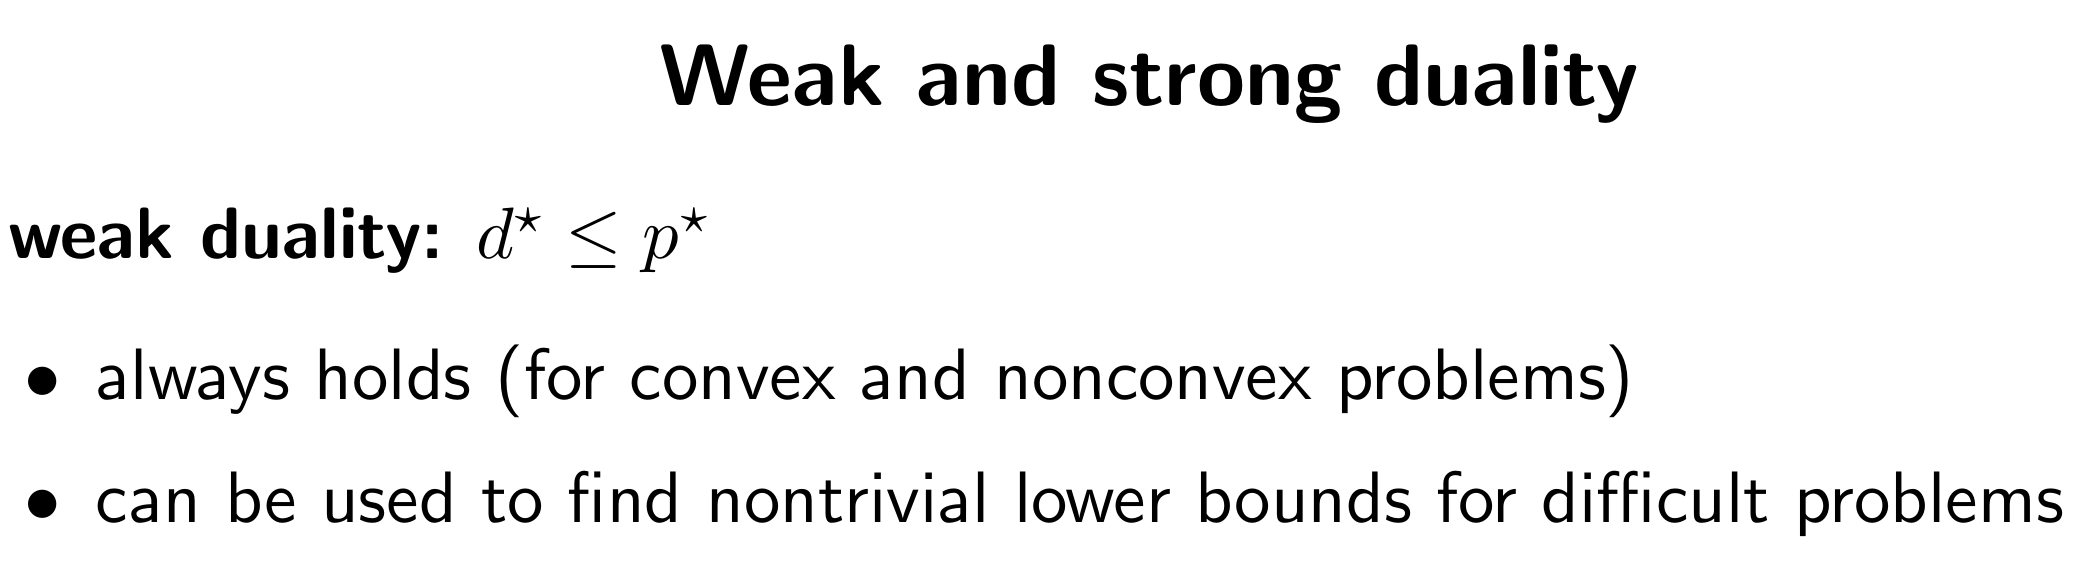 Weak and strong duality
weak duality: d⋆ ≤ p⋆
• always holds (for convex and nonconvex problems)
• can be used to find nontrivial lower bounds for difficult problems